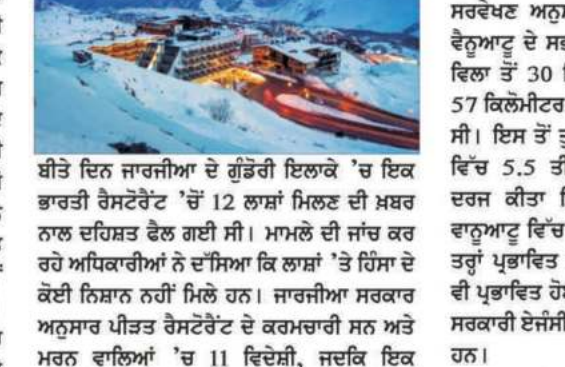 ਬੀਤੇ ਦਿਨ ਜਾਰਜੀਆ ਦੇ ਗੁੰਡੋਰੀ ਇਲਾਕੇ ’ਚ ਇਕ
ਭਾਰਤੀ ਰੈਸਟੋਰੈਂਟ ’ਚੋਂ 12 ਲਾਸ਼ਾਂ ਮਿਲਣ ਦੀ ਖ਼ਬਰ
ਨਾਲ ਦਹਿਸ਼ਤ ਫੈਲ ਗਈ ਸੀ। ਮਾਮਲੇ ਦੀ ਜਾਂਚ ਕਰ
ਰਹੇ ਅਧਿਕਾਰੀਆਂ ਨੇ ਦੱਸਿਆ ਕਿ ਲਾਸ਼ਾਂ ’ਤੇ ਹਿੰਸਾ ਦੇ
ਕੋਈ ਨਿਸ਼ਾਨ ਨਹੀਂ ਮਿਲੇ ਹਨ। ਜਾਰਜੀਆ ਸਰਕਾਰ
ਅਨੁਸਾਰ ਪੀੜਤ ਰੈਸਟੋਰੈਂਟ ਦੇ ਕਰਮਚਾਰੀ ਸਨ ਅਤੇ
ਮਰਨ ਵਾਲਿਆਂ ’ਚ 11 ਵਿਦੇਸ਼ੀ, ਜਦਕਿ ਇਕ
ਸਰਵੇਖਣ
ਵੈਨੂਆਟੂ ਦੇ
ਵਿਲਾ ਤੋਂ 30
57 ਕਿਲੋਮੀਟਰ
ਸੀ। ਇਸ ਤੋਂ
ਵਿੱਚ 5.5
ਦਰਜ ਕੀਤਾ
ਵਾਨੂਆਟੂ ਵਿੱਚ
ਤਰ੍ਹਾਂ ਪ੍ਰਭਾਵਿਤ
ਵੀ ਪ੍ਰਭਾਵਿਤ
ਸਰਕਾਰੀ
ਹਨ।